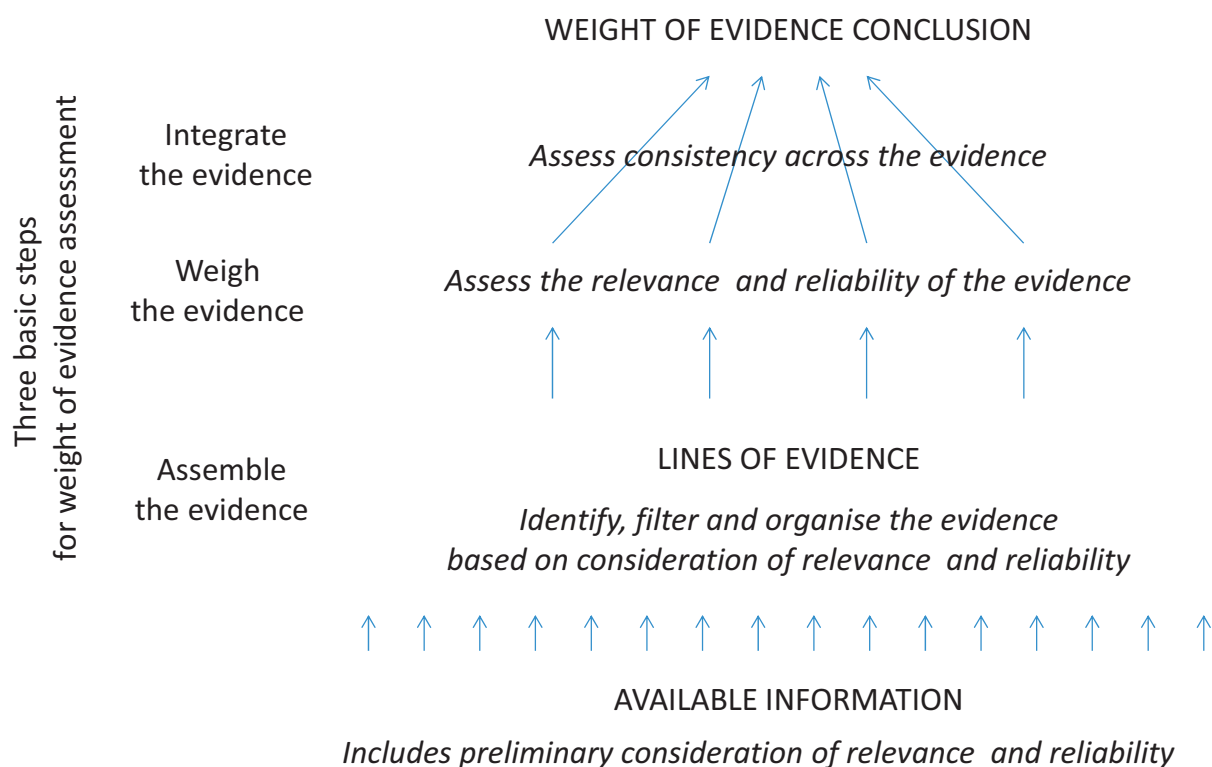 WEIGHT OF EVIDENCE CONCLUSION
Three basic steps
for weight of evidence assessment
Integrate
the evidence
Assess consistency across the evidence
Weigh
the evidence
Assess the relevance and reliability of the evidence
Assemble
the evidence
LINES OF EVIDENCE
Identify, filter and organise the evidence
based on consideration of relevance and reliability
AVAILABLE INFORMATION
Includes preliminary consideration of relevance and reliability